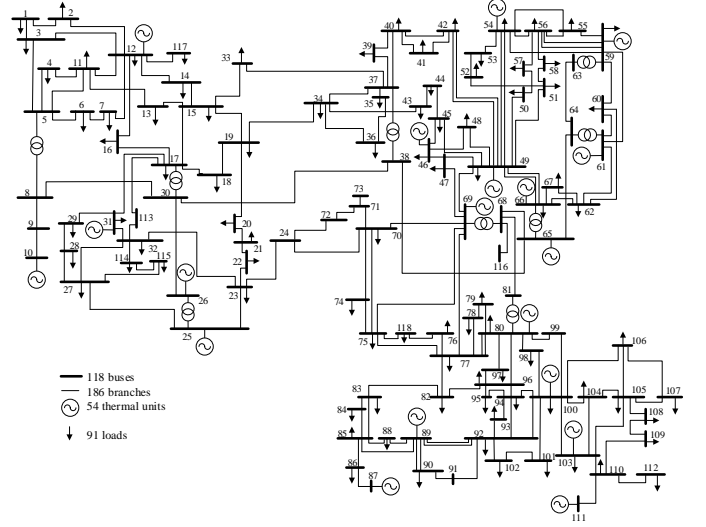 1 2 3 12 117
4 11 14 33
5 6 7 13 15
16 17 19 18
8 30
9 10
29 31 113 20 21
28 32 114 115 22 24
27 26 23
25
40 42 54 56 55
39 41 53 57 58 59
37 44 52 63
34 35 43 45 48 50 51 60
36 46 49 64
38 47 61
73 67
72 71 69 68 66 62
70 65
116
74 79 81
78 80 99
75 118 76 98 106
77 97 96
83 82 95 94 100 104 105 107
84 93 108
85 88 89 92 109
86 90 91 102 101 103 110 112
87 111
118 buses
186 branches
54 thermal units
91 loads